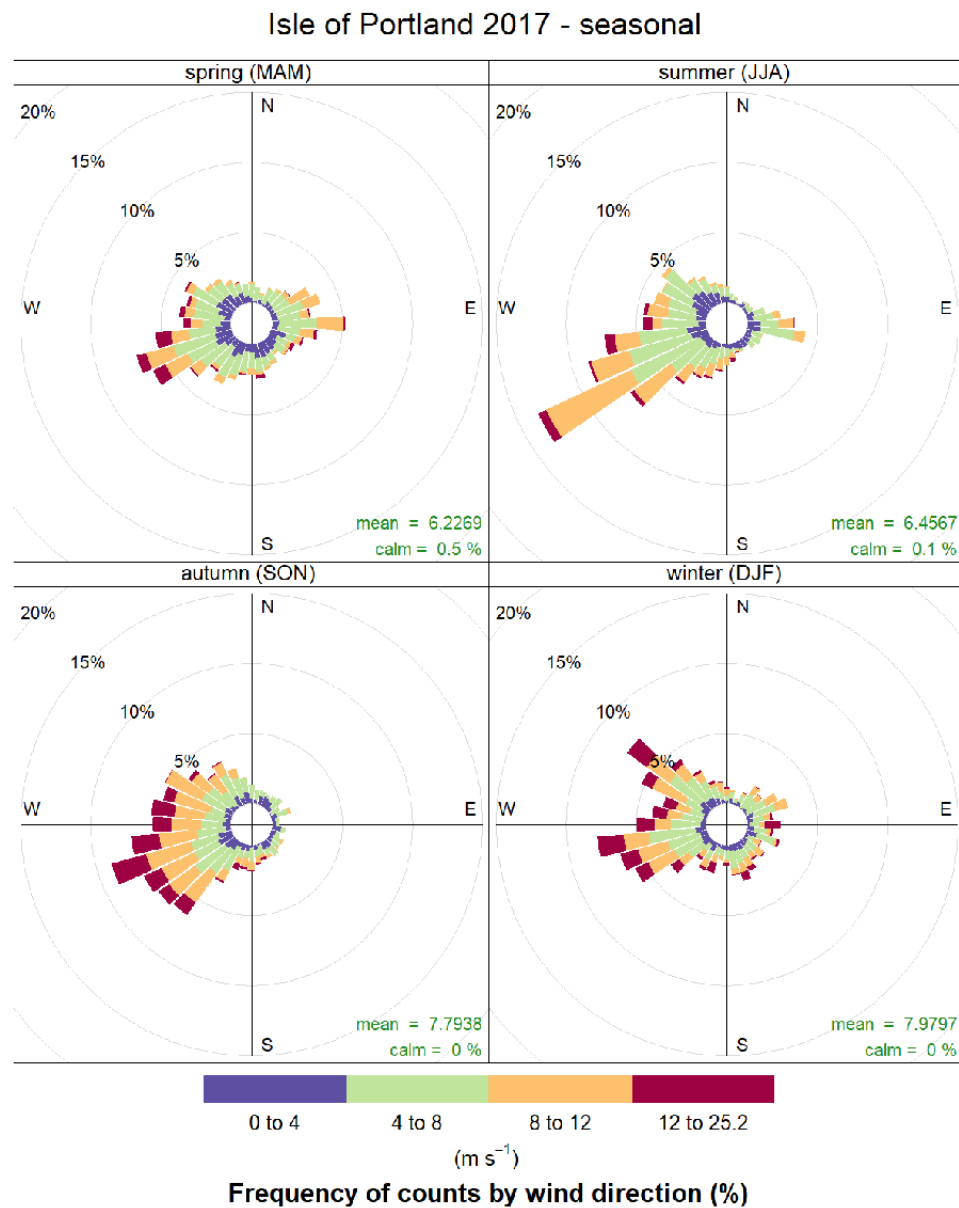 Isle of Portland 2017 - seasonal
spring (MAM)
summer (JJA)
20%
N
15%
10%
5%
W
E
S
mean = 6.2269
calm = 0.5 %
20%
N
15%
10%
5%
W
E
S
mean = 6.4567
calm = 0.1 %
autumn (SON)
winter (DJF)
20%
N
15%
10%
5%
W
E
S
mean = 7.7938
calm = 0 %
20%
N
15%
10%
5%
W
E
S
mean = 7.9797
calm = 0 %
0 to 4 4 to 8 8 to 12 12 to 25.2
(m s⁻¹)
Frequency of counts by wind direction (%)